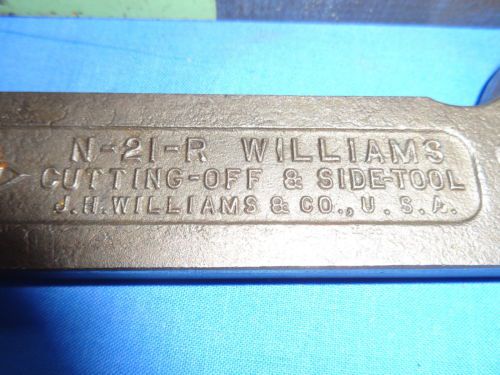 N-21-R WILLIAMS
CUTTING-OFF & SIDE-TOOL
J.H. WILLIAMS & CO., U.S.A.